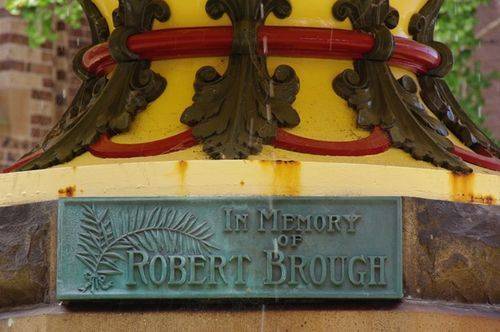 In Memory
of
Robert Brough